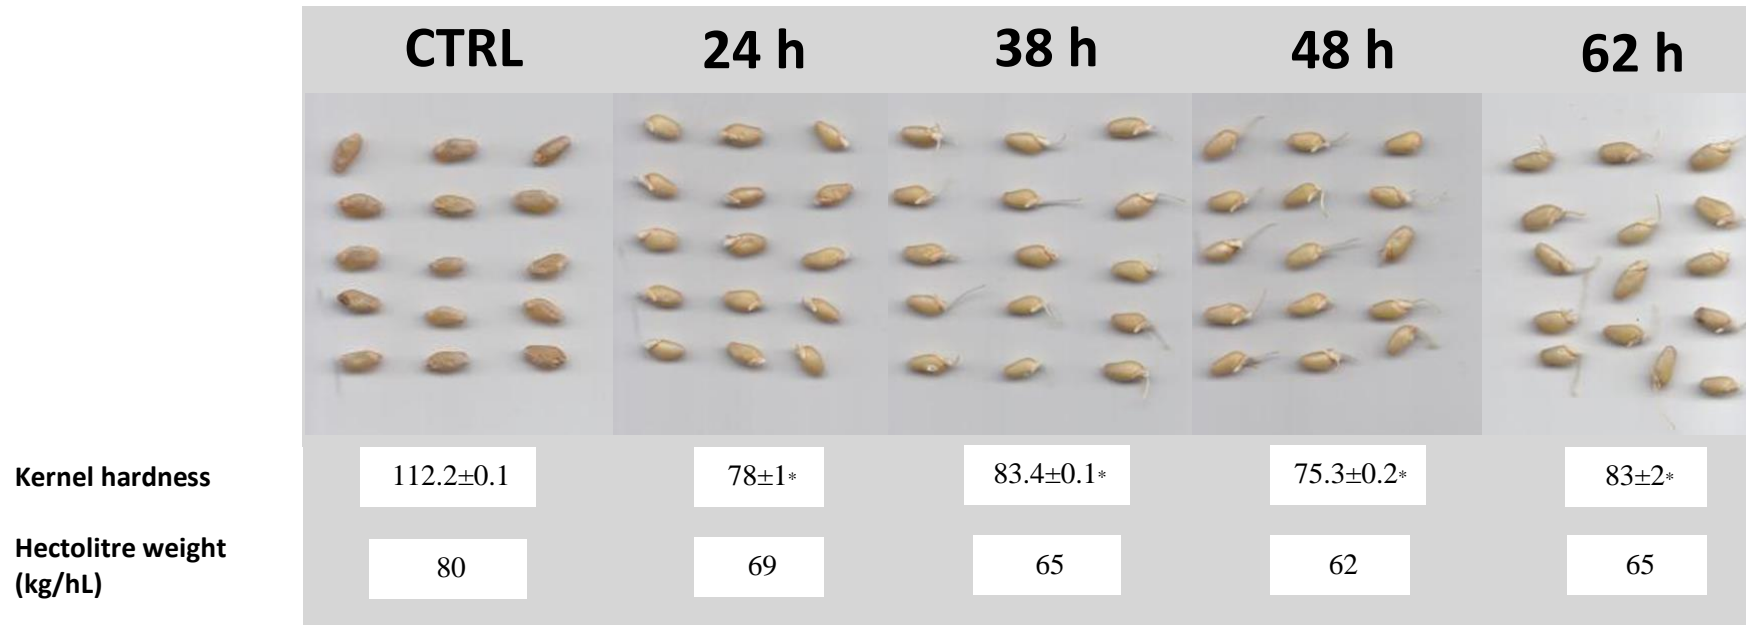 CTRL 24 h 38 h 48 h 62 h
Kernel hardness 112.2±0.1 78±1* 83.4±0.1* 75.3±0.2* 83±2*
Hectolitre weight
(kg/hL) 80 69 65 62 65